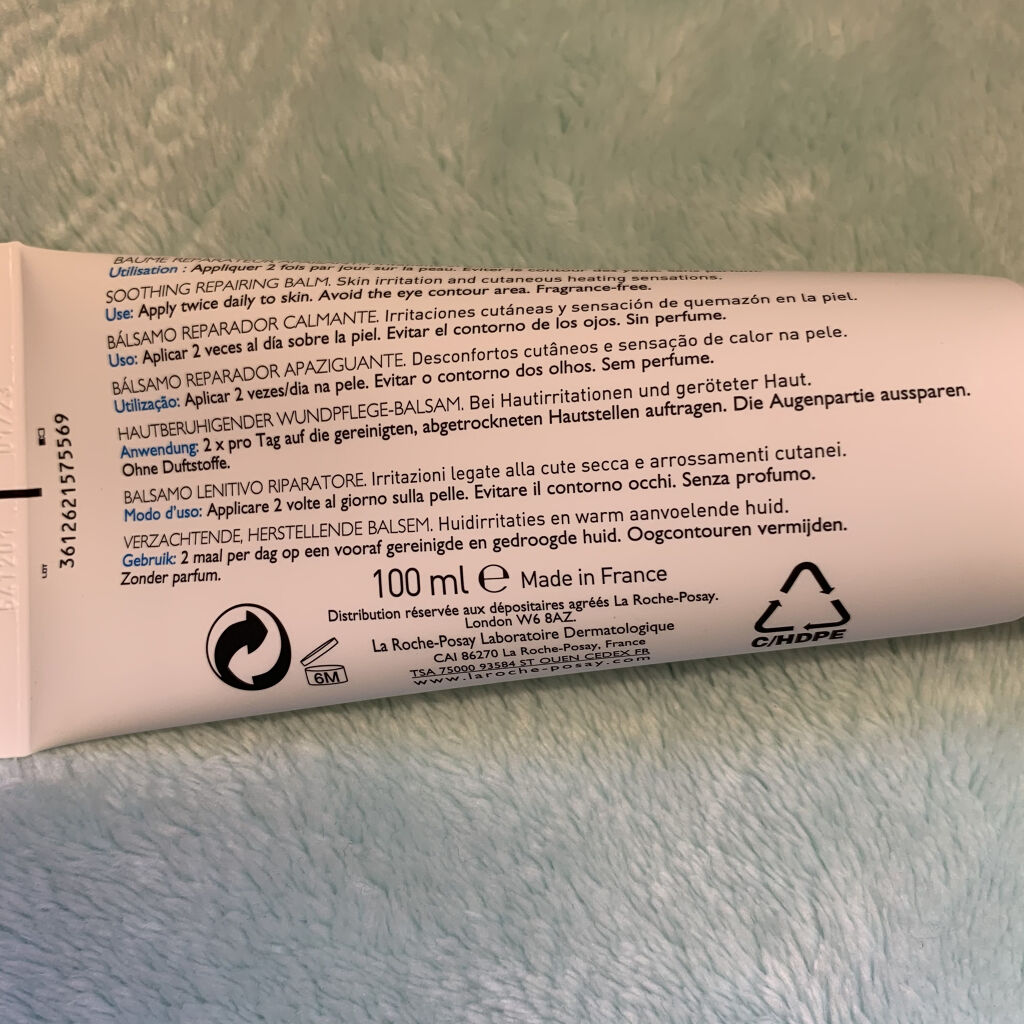 BAUME RÉPARATEUR
Utilisation : Appliquer 2 fois par jour sur la peau. Eviter le contour
SOOTHING REPAIRING BALM. Skin irritation and cutaneous heating sensations.
Use: Apply twice daily to skin. Avoid the eye contour area. Fragrance-free.
BÁLSAMO REPARADOR CALMANTE. Irritaciones cutáneas y sensación de quemazón en la piel.
Uso: Aplicar 2 veces al día sobre la piel. Evitar el contorno de los ojos. Sin perfume.
BÁLSAMO REPARADOR APAZIGUANTE. Desconfortos cutâneos e sensação de calor na pele.
Utilização: Aplicar 2 vezes/dia na pele. Evitar o contorno dos olhos. Sem perfume.
HAUTBERUHIGENDER WUNDPFLEGE-BALSAM. Bei Hautirritationen und geröteter Haut.
Anwendung: 2 x pro Tag auf die gereinigten, abgetrockneten Hautstellen auftragen. Die Augenpartie aussparen.
Ohne Duftstoffe.
BALSAMO LENITIVO RIPARATORE. Irritazioni legate alla cute secca e arrossamenti cutanei.
Modo d'uso: Applicare 2 volte al giorno sulla pelle. Evitare il contorno occhi. Senza profumo.
VERZACHTENDE, HERSTELLENDE BALSEM. Huidirritaties en warm aanvoelende huid.
Gebruik: 2 maal per dag op een vooraf gereinigde en gedroogde huid. Oogcontouren vermijden.
Zonder parfum.
100 ml e Made in France
Distribution réservée aux dépositaires agréés La Roche-Posay.
London W6 8AZ.
La Roche-Posay Laboratoire Dermatologique
CAI 86270 La Roche-Posay, France
TSA 75000 93584 ST OUEN CEDEX FR
www.laroche-posay.com
6M
C/HDPE
3612621575569
LOT